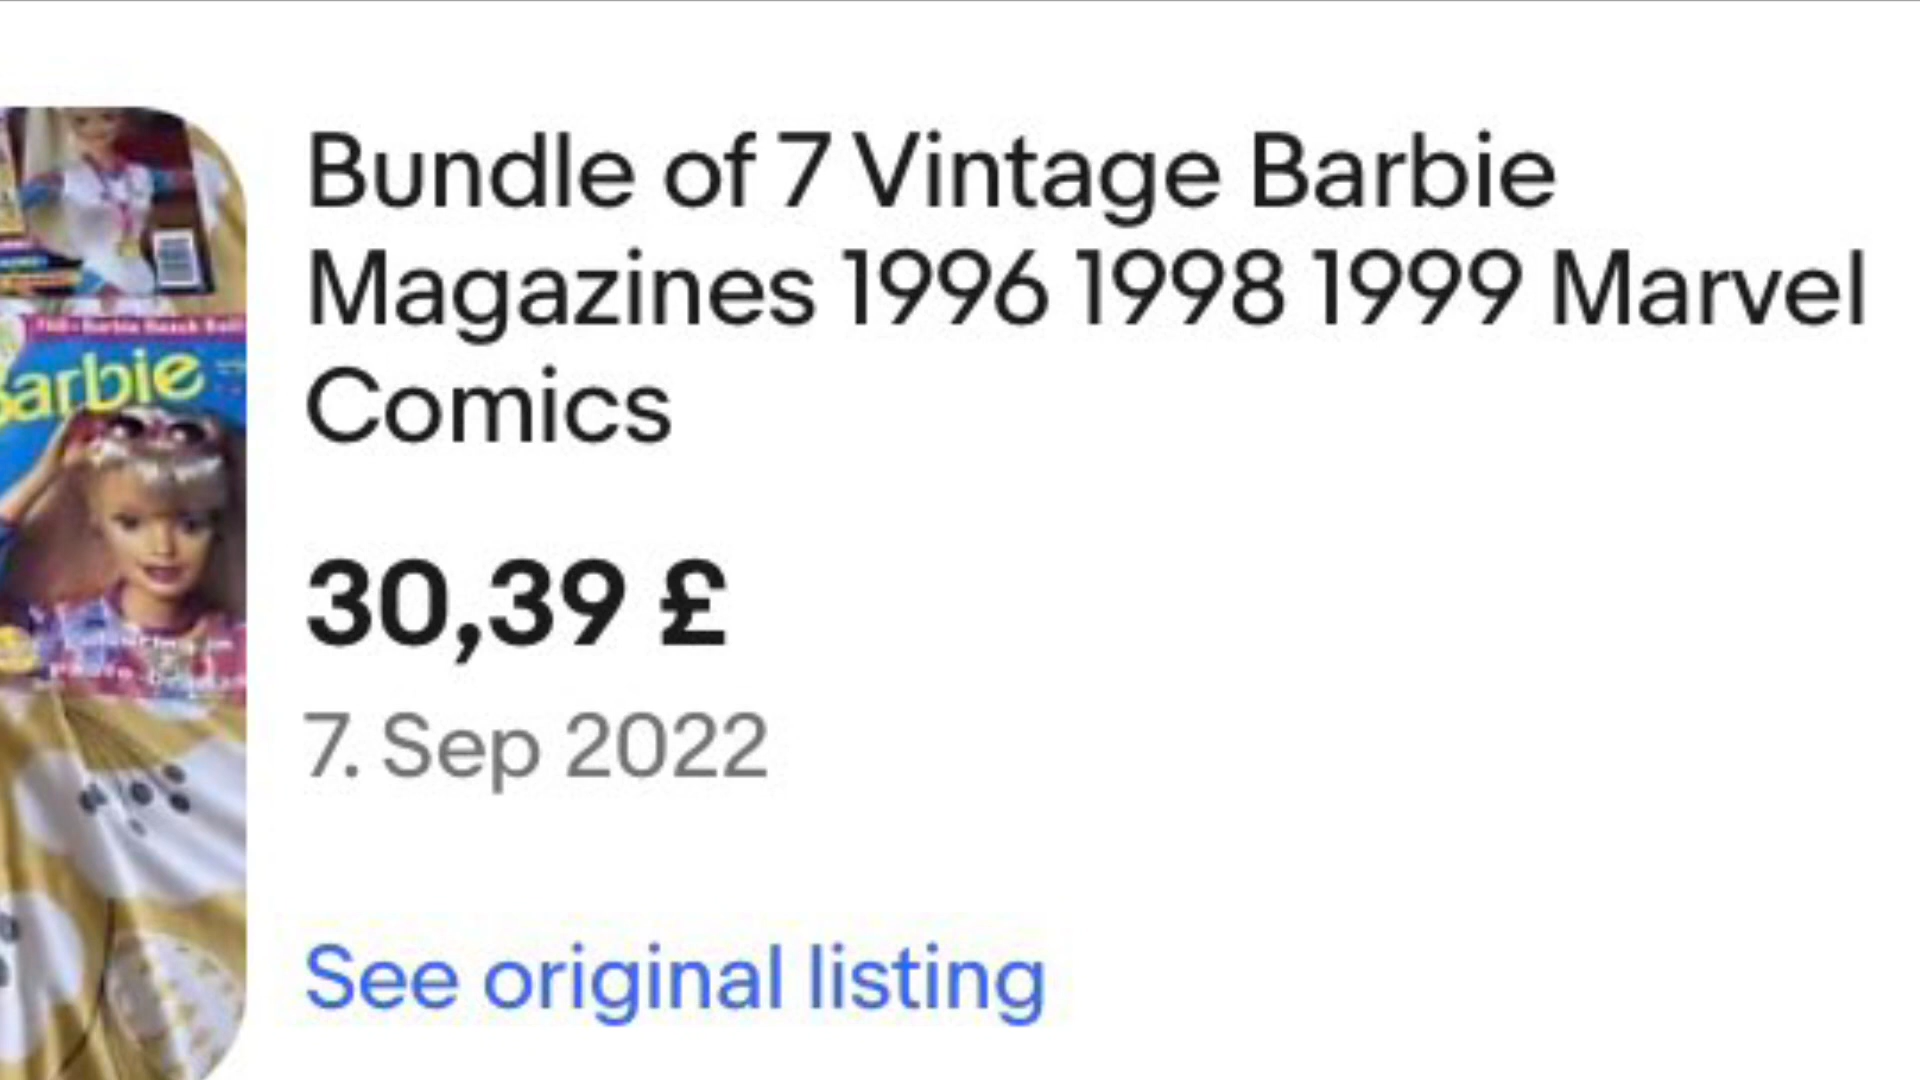 Barbie
Bundle of 7 Vintage Barbie
Magazines 1996 1998 1999 Marvel
Comics
30,39 £
7. Sep 2022
See original listing